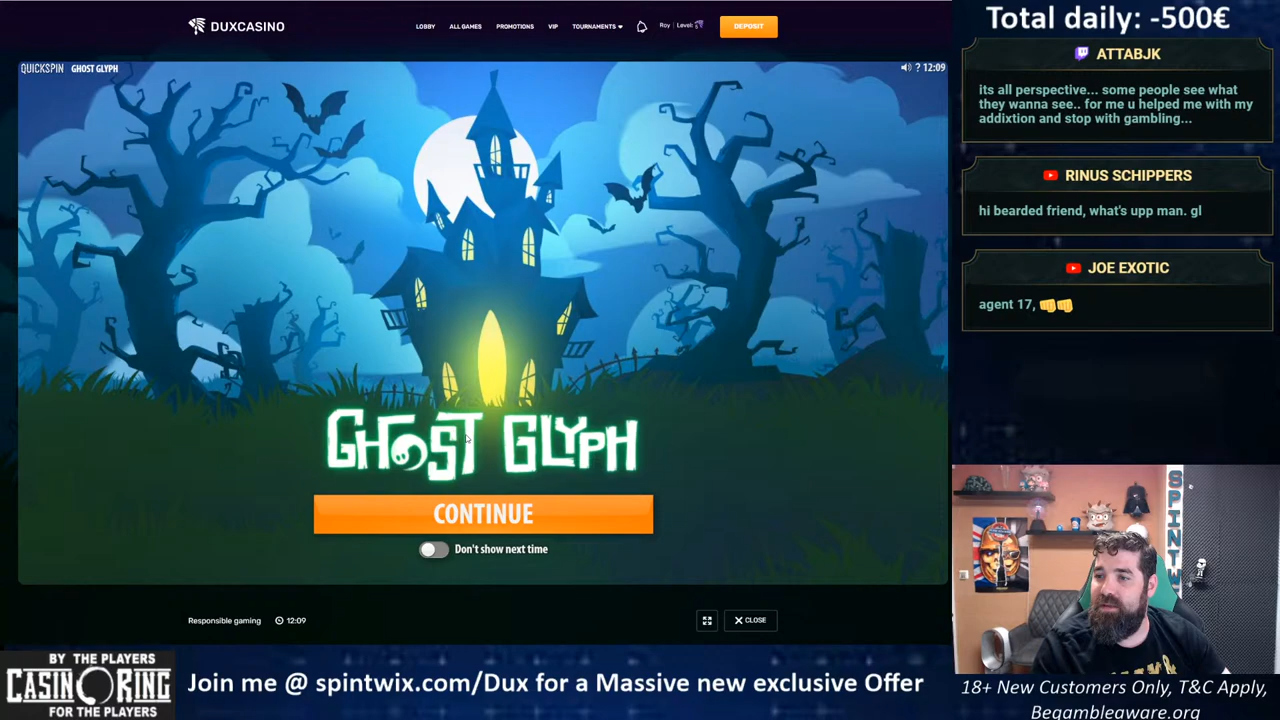 DUXCASINO
LOBBY
ALL GAMES
PROMOTIONS
VIP
TOURNAMENTS
Roy
Level:
DEPOSIT
QUICKSPIN GHOST GLYPH
? 12:09
GHOST GLYPH
CONTINUE
Don't show next time
Responsible gaming
12:09
CLOSE
Total daily: -500€
ATTABJK
its all perspective... some people see what
they wanna see.. for me u helped me with my
addixtion and stop with gambling...
RINUS SCHIPPERS
hi bearded friend, what's upp man. gl
JOE EXOTIC
agent 17, 👊👊
SPINTW
BY THE PLAYERS
CASINORING
FOR THE PLAYERS
Join me @ spintwix.com/Dux for a Massive new exclusive Offer
18+ New Customers Only, T&C Apply,
Begambleaware.org